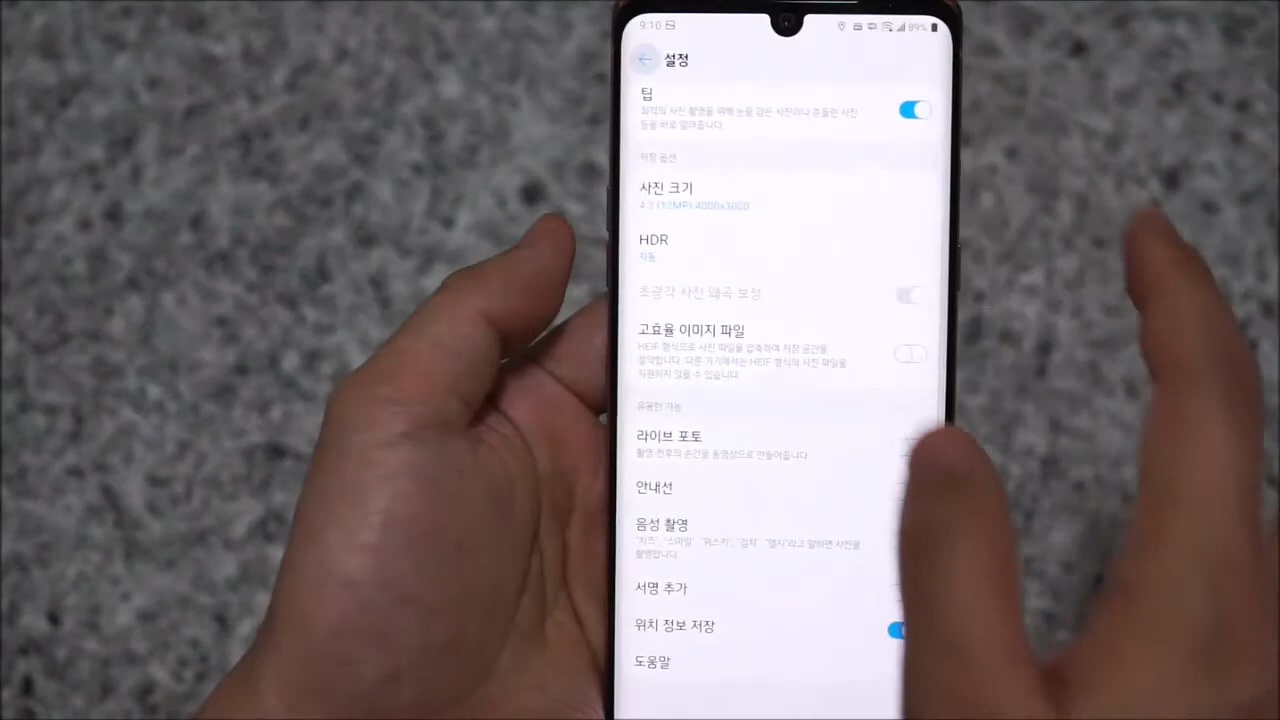 9:10
89%
설정
팁
최적의 사진 촬영을 위해 눈을 감은 사진이나 흔들린 사진
등을 바로 알려줍니다.
저장 옵션
사진 크기
4:3 (12MP) 4000x3000
HDR
자동
초광각 사진 왜곡 보정
고효율 이미지 파일
HEIF 형식으로 사진 파일을 압축하여 저장 공간을
절약합니다. 다른 기기에서는 HEIF 형식의 사진 파일을
지원하지 않을 수 있습니다.
유용한 기능
라이브 포토
촬영 전후의 순간을 동영상으로 만들어줍니다.
안내선
음성 촬영
"치즈", "스마일", "위스키", "김치", "엘지"라고 말하면 사진을
촬영합니다.
서명 추가
위치 정보 저장
도움말